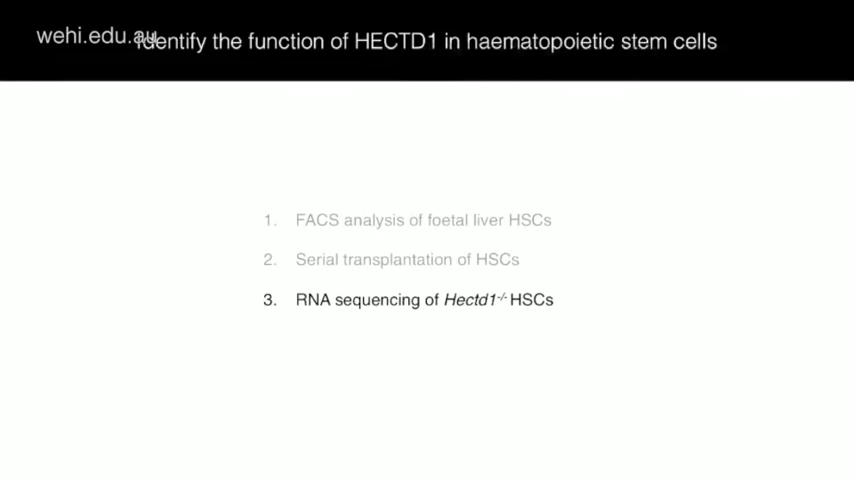 wehi.edu.au
Identify the function of HECTD1 in haematopoietic stem cells
1. FACS analysis of foetal liver HSCs
2. Serial transplantation of HSCs
3. RNA sequencing of Hectd1-/- HSCs